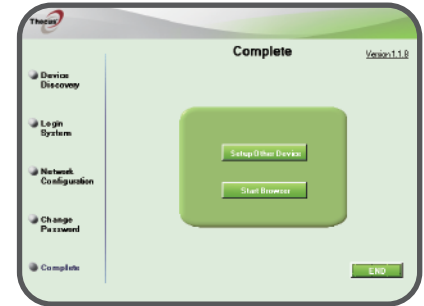 Thecus
Complete
Version 1.1.8
Device
Discovery
Login
System
Network
Configuration
Change
Password
Complete
Setup Other Device
Start Browser
END